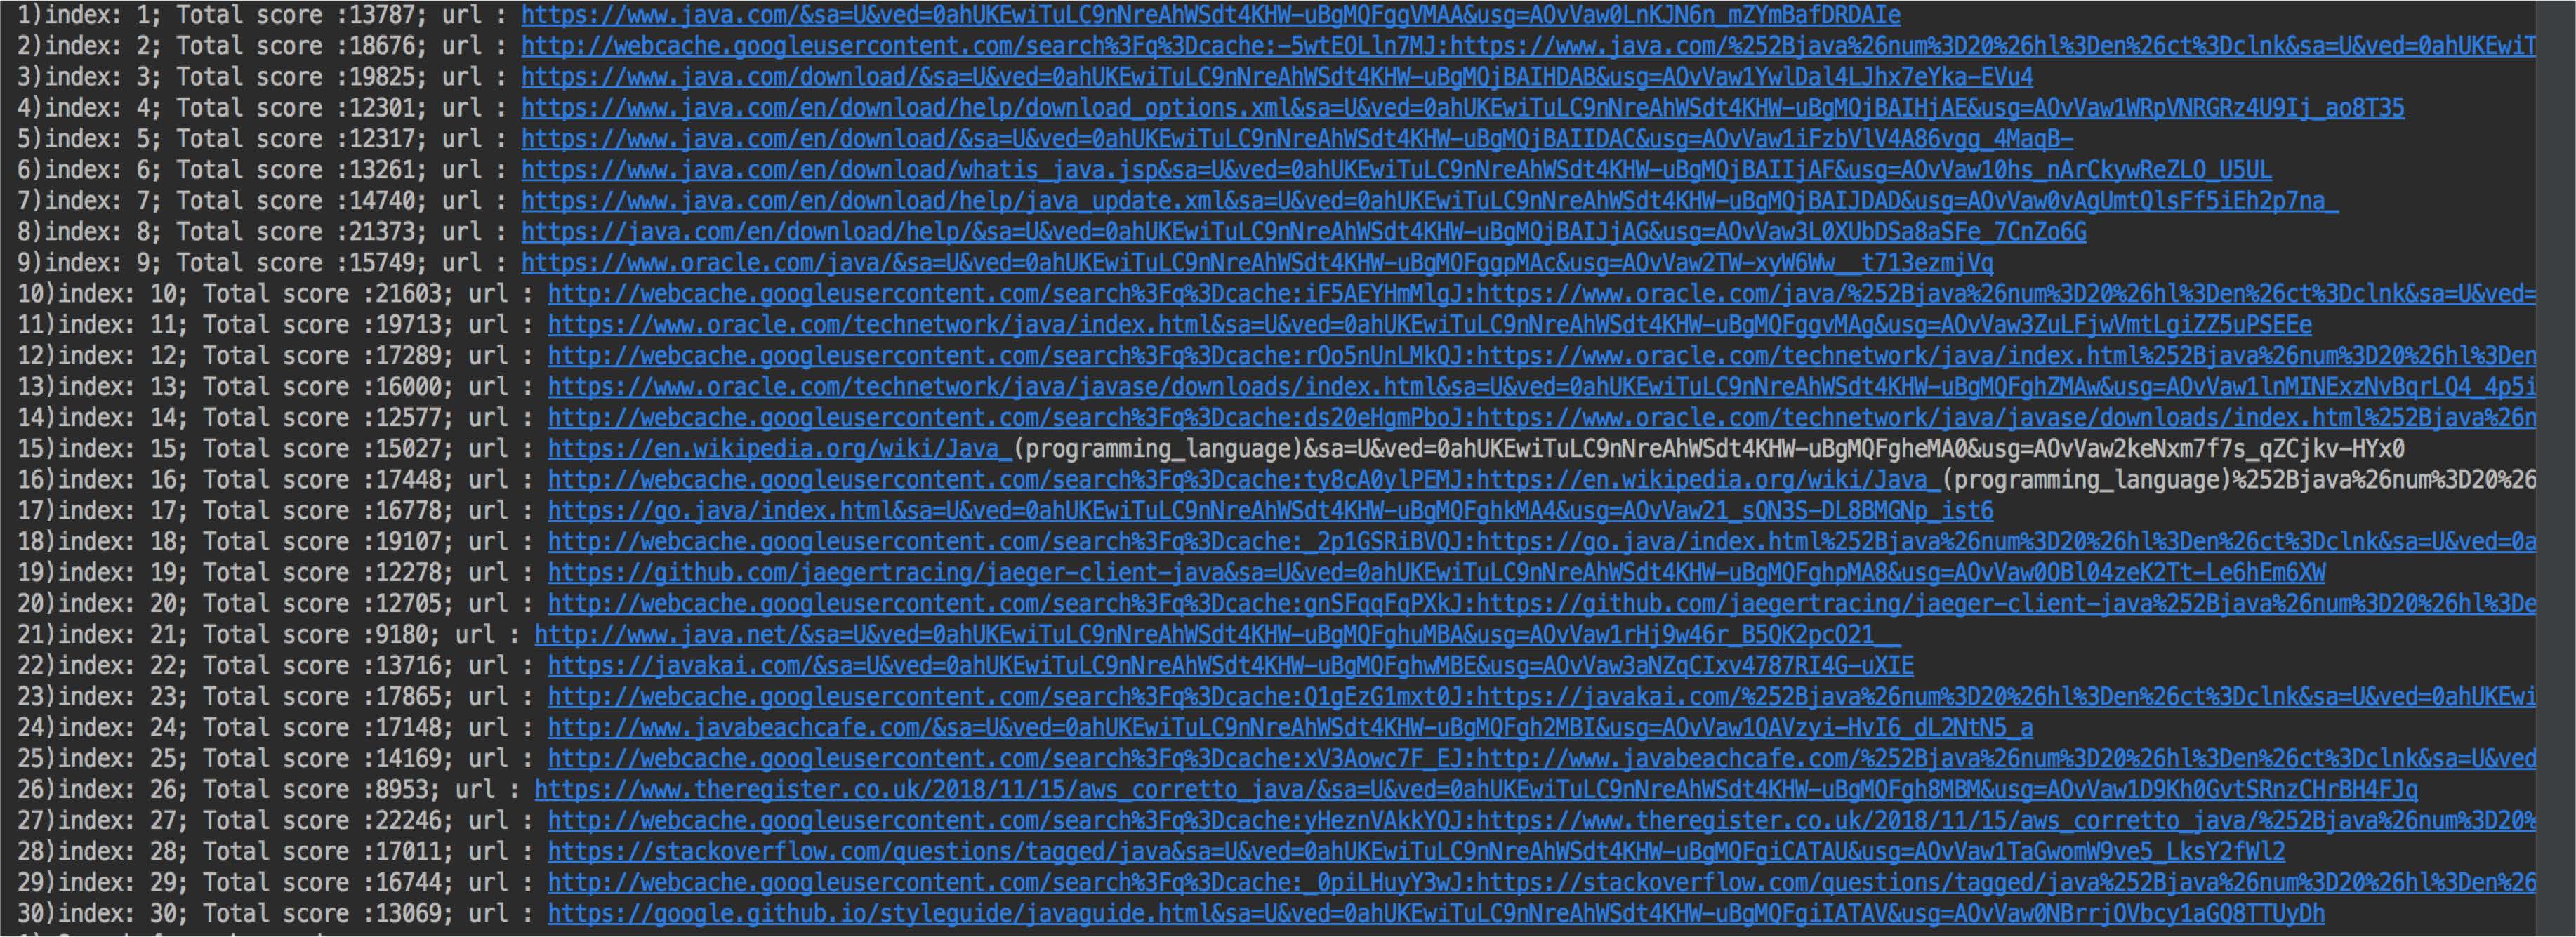 1)index: 1; Total score :13787; url : https://www.java.com/&sa=U&ved=0ahUKEwiTuLC9nNreAhWSdt4KHW-uBgMQFggVMAA&usg=AOvVaw0LnKJN6n_mZYmBafDRDAIe
2)index: 2; Total score :18676; url : http://webcache.googleusercontent.com/search%3Fq%3Dcache:-5wtEOLln7MJ:https://www.java.com/%252Bjava%26num%3D20%26hl%3Den%26ct%3Dclnk&sa=U&ved=0ahUKEwiT
3)index: 3; Total score :19825; url : https://www.java.com/download/&sa=U&ved=0ahUKEwiTuLC9nNreAhWSdt4KHW-uBgMQjBAIHDAB&usg=AOvVaw1YwlDal4LJhx7eYka-EVu4
4)index: 4; Total score :12301; url : https://www.java.com/en/download/help/download_options.xml&sa=U&ved=0ahUKEwiTuLC9nNreAhWSdt4KHW-uBgMQjBAIHjAE&usg=AOvVaw1WRpVNRGRz4U9Ij_ao8T35
5)index: 5; Total score :12317; url : https://www.java.com/en/download/&sa=U&ved=0ahUKEwiTuLC9nNreAhWSdt4KHW-uBgMQjBAIIDAC&usg=AOvVaw1iFzbVlV4A86vgg_4MaqB-
6)index: 6; Total score :13261; url : https://www.java.com/en/download/whatis_java.jsp&sa=U&ved=0ahUKEwiTuLC9nNreAhWSdt4KHW-uBgMQjBAIIjAF&usg=AOvVaw10hs_nArCkywReZLO_U5UL
7)index: 7; Total score :14740; url : https://www.java.com/en/download/help/java_update.xml&sa=U&ved=0ahUKEwiTuLC9nNreAhWSdt4KHW-uBgMQjBAIJDAD&usg=AOvVaw0vAgUmtQlsFf5iEh2p7na_
8)index: 8; Total score :21373; url : https://java.com/en/download/help/&sa=U&ved=0ahUKEwiTuLC9nNreAhWSdt4KHW-uBgMQjBAIJjAG&usg=AOvVaw3L0XUbDSa8aSFe_7CnZo6G
9)index: 9; Total score :15749; url : https://www.oracle.com/java/&sa=U&ved=0ahUKEwiTuLC9nNreAhWSdt4KHW-uBgMQFggpMAc&usg=AOvVaw2TW-xyW6Ww__t713ezmjVq
10)index: 10; Total score :21603; url : http://webcache.googleusercontent.com/search%3Fq%3Dcache:iF5AEYHmMlgJ:https://www.oracle.com/java/%252Bjava%26num%3D20%26hl%3Den%26ct%3Dclnk&sa=U&ved=
11)index: 11; Total score :19713; url : https://www.oracle.com/technetwork/java/index.html&sa=U&ved=0ahUKEwiTuLC9nNreAhWSdt4KHW-uBgMQFggvMAg&usg=AOvVaw3ZuLFjwVmtLgiZZ5uPSEEe
12)index: 12; Total score :17289; url : http://webcache.googleusercontent.com/search%3Fq%3Dcache:rOo5nUnLMkOJ:https://www.oracle.com/technetwork/java/index.html%252Bjava%26num%3D20%26hl%3Den
13)index: 13; Total score :16000; url : https://www.oracle.com/technetwork/java/javase/downloads/index.html&sa=U&ved=0ahUKEwiTuLC9nNreAhWSdt4KHW-uBgMQFghZMAw&usg=AOvVaw1lnMINExzNvBqrLQ4_4p5i
14)index: 14; Total score :12577; url : http://webcache.googleusercontent.com/search%3Fq%3Dcache:ds20eHgmPboJ:https://www.oracle.com/technetwork/java/javase/downloads/index.html%252Bjava%26n
15)index: 15; Total score :15027; url : https://en.wikipedia.org/wiki/Java_(programming_language)&sa=U&ved=0ahUKEwiTuLC9nNreAhWSdt4KHW-uBgMQFgheMA0&usg=AOvVaw2keNxm7f7s_qZCjkv-HYx0
16)index: 16; Total score :17448; url : http://webcache.googleusercontent.com/search%3Fq%3Dcache:ty8cA0ylPEMJ:https://en.wikipedia.org/wiki/Java_(programming_language)%252Bjava%26num%3D20%26
17)index: 17; Total score :16778; url : https://go.java/index.html&sa=U&ved=0ahUKEwiTuLC9nNreAhWSdt4KHW-uBgMQFghkMA4&usg=AOvVaw21_sQN3S-DL8BMGNp_ist6
18)index: 18; Total score :19107; url : http://webcache.googleusercontent.com/search%3Fq%3Dcache:_2p1GSRiBVQJ:https://go.java/index.html%252Bjava%26num%3D20%26hl%3Den%26ct%3Dclnk&sa=U&ved=0a
19)index: 19; Total score :12278; url : https://github.com/jaegertracing/jaeger-client-java&sa=U&ved=0ahUKEwiTuLC9nNreAhWSdt4KHW-uBgMQFghpMA8&usg=AOvVaw0OBl04zeK2Tt-Le6hEm6XW
20)index: 20; Total score :12705; url : http://webcache.googleusercontent.com/search%3Fq%3Dcache:gnSFqqFqPXkJ:https://github.com/jaegertracing/jaeger-client-java%252Bjava%26num%3D20%26hl%3De
21)index: 21; Total score :9180; url : http://www.java.net/&sa=U&ved=0ahUKEwiTuLC9nNreAhWSdt4KHW-uBgMQFghuMBA&usg=AOvVaw1rHj9w46r_B5QK2pcO21__
22)index: 22; Total score :13716; url : https://javakai.com/&sa=U&ved=0ahUKEwiTuLC9nNreAhWSdt4KHW-uBgMQFghwMBE&usg=AOvVaw3aNZqCIxv4787RI4G-uXIE
23)index: 23; Total score :17865; url : http://webcache.googleusercontent.com/search%3Fq%3Dcache:Q1gEzG1mxt0J:https://javakai.com/%252Bjava%26num%3D20%26hl%3Den%26ct%3Dclnk&sa=U&ved=0ahUKEwi
24)index: 24; Total score :17148; url : http://www.javabeachcafe.com/&sa=U&ved=0ahUKEwiTuLC9nNreAhWSdt4KHW-uBgMQFgh2MBI&usg=AOvVaw1QAVzyi-HvI6_dL2NtN5_a
25)index: 25; Total score :14169; url : http://webcache.googleusercontent.com/search%3Fq%3Dcache:xV3Aowc7F_EJ:http://www.javabeachcafe.com/%252Bjava%26num%3D20%26hl%3Den%26ct%3Dclnk&sa=U&ved
26)index: 26; Total score :8953; url : https://www.theregister.co.uk/2018/11/15/aws_corretto_java/&sa=U&ved=0ahUKEwiTuLC9nNreAhWSdt4KHW-uBgMQFgh8MBM&usg=AOvVaw1D9Kh0GvtSRnzCHrBH4FJq
27)index: 27; Total score :22246; url : http://webcache.googleusercontent.com/search%3Fq%3Dcache:yHeznVAkkYQJ:https://www.theregister.co.uk/2018/11/15/aws_corretto_java/%252Bjava%26num%3D20%
28)index: 28; Total score :17011; url : https://stackoverflow.com/questions/tagged/java&sa=U&ved=0ahUKEwiTuLC9nNreAhWSdt4KHW-uBgMQFgiCATAU&usg=AOvVaw1TaGwomW9ve5_LksY2fWl2
29)index: 29; Total score :16744; url : http://webcache.googleusercontent.com/search%3Fq%3Dcache:_0piLHuyY3wJ:https://stackoverflow.com/questions/tagged/java%252Bjava%26num%3D20%26hl%3Den%26
30)index: 30; Total score :13069; url : https://google.github.io/styleguide/javaguide.html&sa=U&ved=0ahUKEwiTuLC9nNreAhWSdt4KHW-uBgMQFgiIATAV&usg=AOvVaw0NBrrjOVbcy1aGQ8TTUyDh